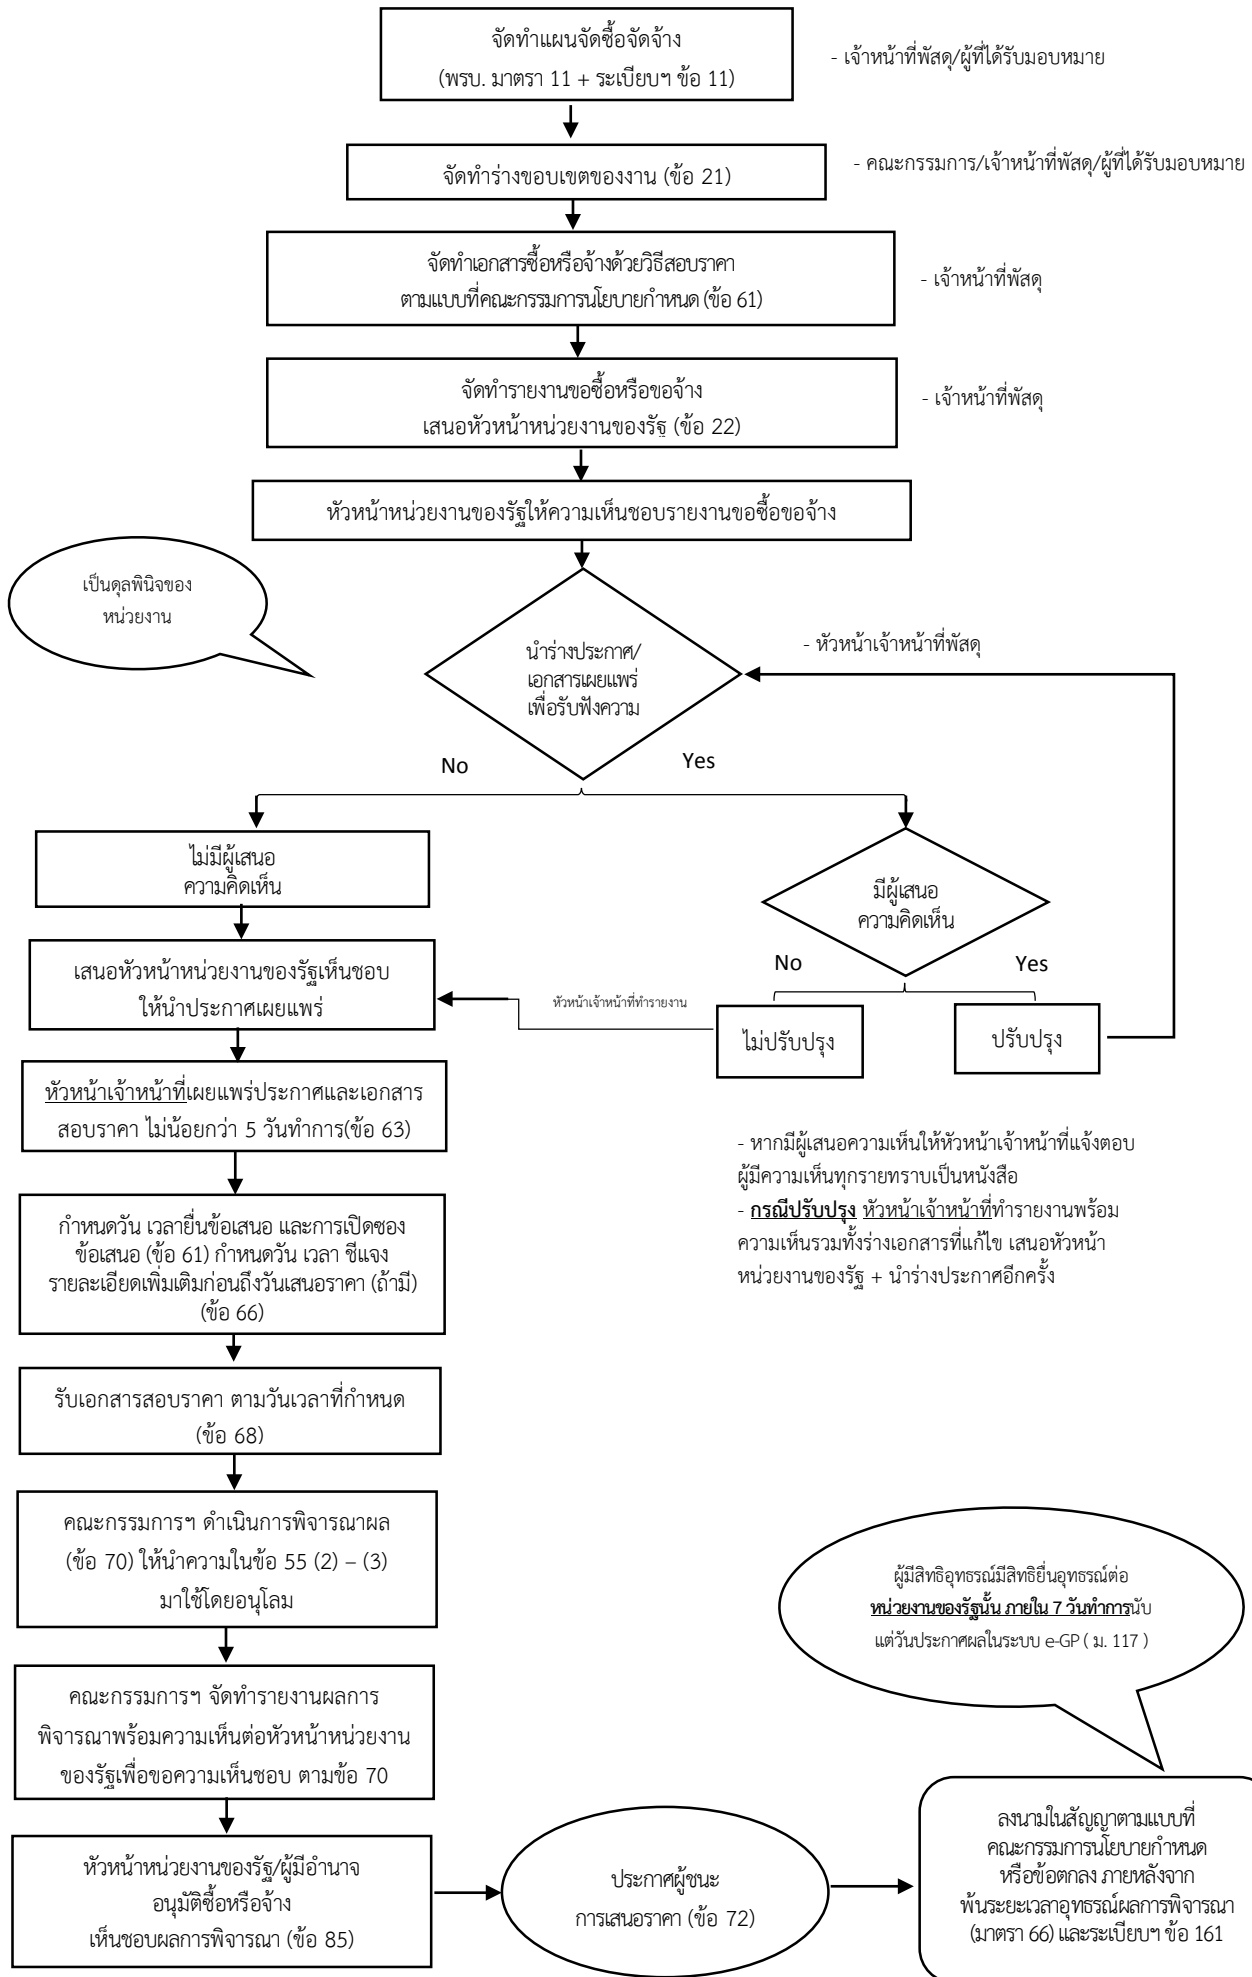 จัดทำแผนจัดซื้อจัดจ้าง
(พรบ. มาตรา 11 + ระเบียบฯ ข้อ 11)
- เจ้าหน้าที่พัสดุ/ผู้ที่ได้รับมอบหมาย
จัดทำร่างขอบเขตของงาน (ข้อ 21)
- คณะกรรมการ/เจ้าหน้าที่พัสดุ/ผู้ที่ได้รับมอบหมาย
จัดทำเอกสารซื้อหรือจ้างด้วยวิธีสอบราคา
ตามแบบที่คณะกรรมการนโยบายกำหนด (ข้อ 61)
- เจ้าหน้าที่พัสดุ
จัดทำรายงานขอซื้อหรือขอจ้าง
เสนอหัวหน้าหน่วยงานของรัฐ (ข้อ 22)
- เจ้าหน้าที่พัสดุ
หัวหน้าหน่วยงานของรัฐให้ความเห็นชอบรายงานขอซื้อขอจ้าง
เป็นดุลพินิจของ
หน่วยงาน
นำร่างประกาศ/
เอกสารเผยแพร่
เพื่อรับฟังความ
- หัวหน้าเจ้าหน้าที่พัสดุ
No
Yes
ไม่มีผู้เสนอ
ความคิดเห็น
มีผู้เสนอ
ความคิดเห็น
No
Yes
เสนอหัวหน้าหน่วยงานของรัฐเห็นชอบ
ให้นำประกาศเผยแพร่
หัวหน้าเจ้าหน้าที่ทำรายงาน
ไม่ปรับปรุง
ปรับปรุง
หัวหน้าเจ้าหน้าที่เผยแพร่ประกาศและเอกสาร
สอบราคา ไม่น้อยกว่า 5 วันทำการ(ข้อ 63)
- หากมีผู้เสนอความเห็นให้หัวหน้าเจ้าหน้าที่แจ้งตอบ
ผู้มีความเห็นทุกรายทราบเป็นหนังสือ
- กรณีปรับปรุง หัวหน้าเจ้าหน้าที่ทำรายงานพร้อม
ความเห็นรวมทั้งร่างเอกสารที่แก้ไข เสนอหัวหน้า
หน่วยงานของรัฐ + นำร่างประกาศอีกครั้ง
กำหนดวัน เวลายื่นข้อเสนอ และการเปิดซอง
ข้อเสนอ (ข้อ 61) กำหนดวัน เวลา ชี้แจง
รายละเอียดเพิ่มเติมก่อนถึงวันเสนอราคา (ถ้ามี)
(ข้อ 66)
รับเอกสารสอบราคา ตามวันเวลาที่กำหนด
(ข้อ 68)
คณะกรรมการฯ ดำเนินการพิจารณาผล
(ข้อ 70) ให้นำความในข้อ 55 (2) – (3)
มาใช้โดยอนุโลม
ผู้มีสิทธิอุทธรณ์มีสิทธิยื่นอุทธรณ์ต่อ
หน่วยงานของรัฐนั้น ภายใน 7 วันทำการนับ
แต่วันประกาศผลในระบบ e-GP ( ม. 117 )
คณะกรรมการฯ จัดทำรายงานผลการ
พิจารณาพร้อมความเห็นต่อหัวหน้าหน่วยงาน
ของรัฐเพื่อขอความเห็นชอบ ตามข้อ 70
หัวหน้าหน่วยงานของรัฐ/ผู้มีอำนาจ
อนุมัติซื้อหรือจ้าง
เห็นชอบผลการพิจารณา (ข้อ 85)
ประกาศผู้ชนะ
การเสนอราคา (ข้อ 72)
ลงนามในสัญญาตามแบบที่
คณะกรรมการนโยบายกำหนด
หรือข้อตกลง ภายหลังจาก
พ้นระยะเวลาอุทธรณ์ผลการพิจารณา
(มาตรา 66) และระเบียบฯ ข้อ 161